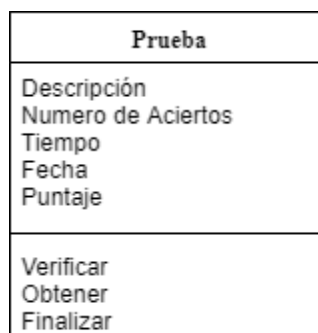 Prueba
Descripción
Numero de Aciertos
Tiempo
Fecha
Puntaje
Verificar
Obtener
Finalizar